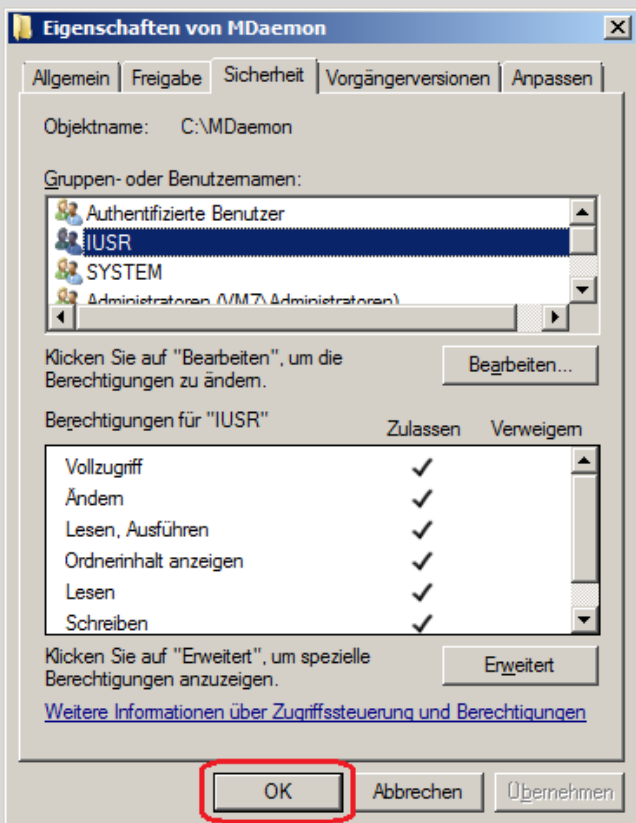 Eigenschaften von MDaemon
Allgemein Freigabe Sicherheit Vorgängerversionen Anpassen
Objektname: C:\MDaemon
Gruppen- oder Benutzernamen:
Authentifizierte Benutzer
IUSR
SYSTEM
Administratoren (VM7\Administratoren)
Klicken Sie auf "Bearbeiten", um die
Berechtigungen zu ändern.
Bearbeiten...
Berechtigungen für "IUSR" Zulassen Verweigern
Vollzugriff
Ändern
Lesen, Ausführen
Ordnerinhalt anzeigen
Lesen
Schreiben
Klicken Sie auf "Erweitert", um spezielle
Berechtigungen anzuzeigen.
Erweitert
Weitere Informationen über Zugriffssteuerung und Berechtigungen
OK Abbrechen Übernehmen